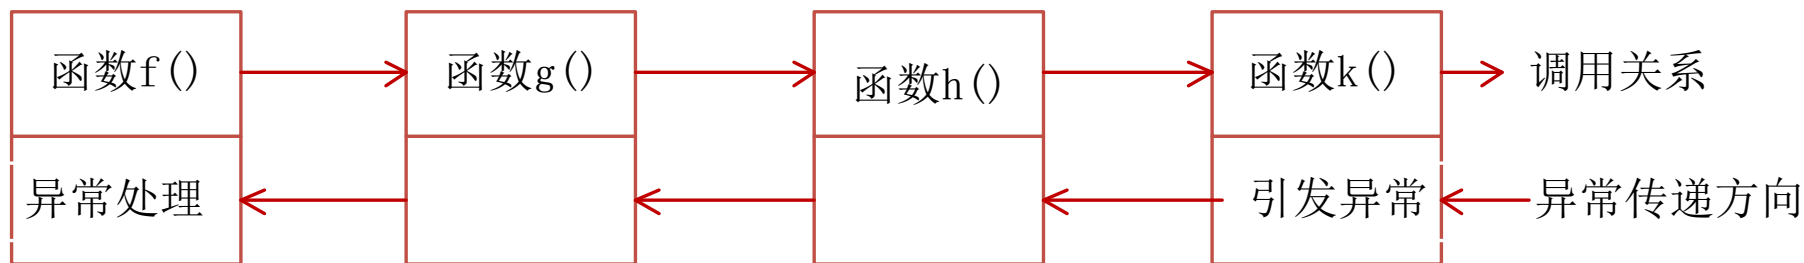 函数f() 函数g() 函数h() 函数k() 调用关系
异常处理 引发异常 异常传递方向